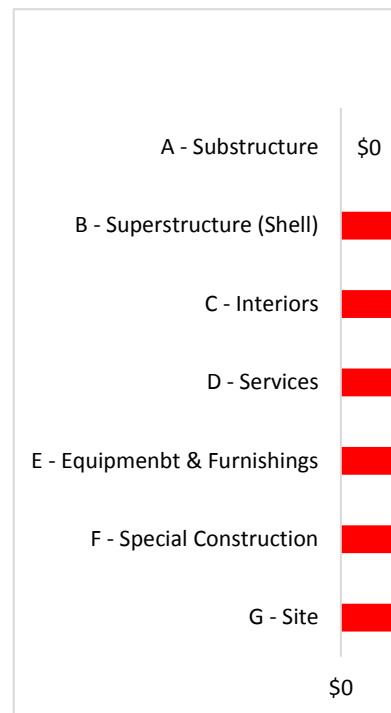 A - Substructure $0
B - Superstructure (Shell)
C - Interiors
D - Services
E - Equipmenbt & Furnishings
F - Special Construction
G - Site
$0